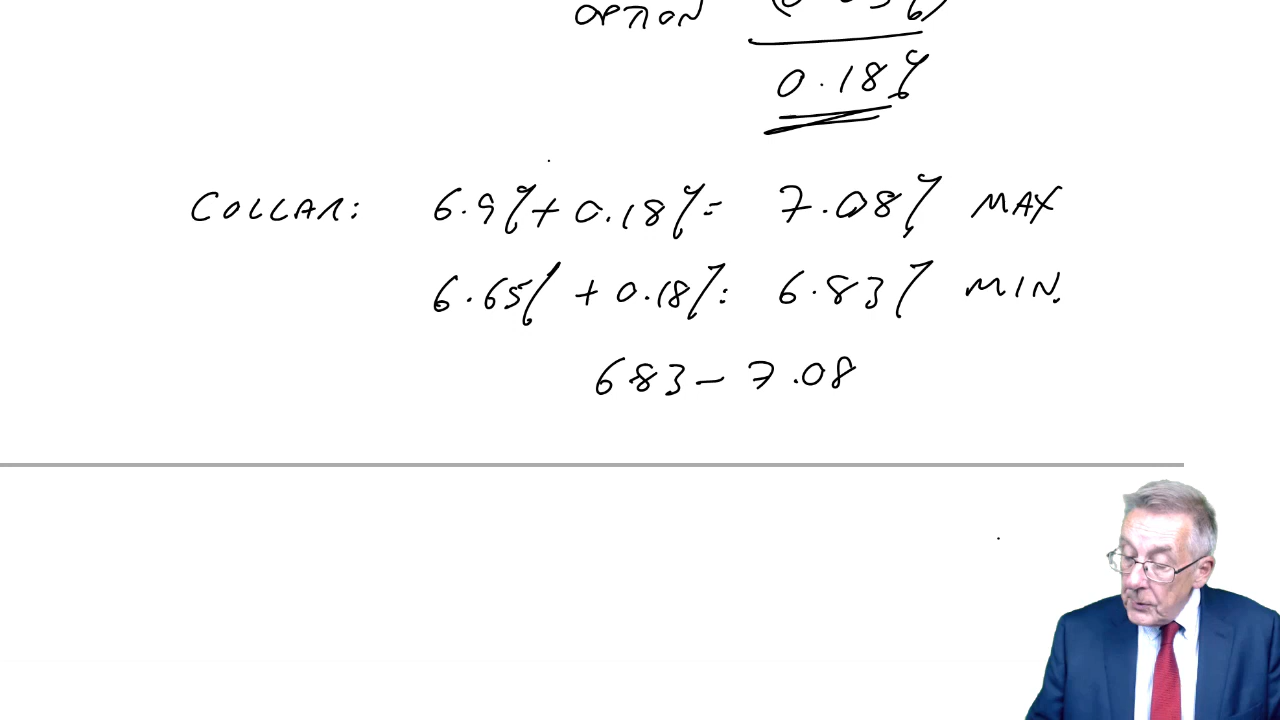 OPTION
0.18%
COLLAR: 6.9% + 0.18% = 7.08% MAX
6.65% + 0.18% = 6.83% MIN.
683 - 7.08